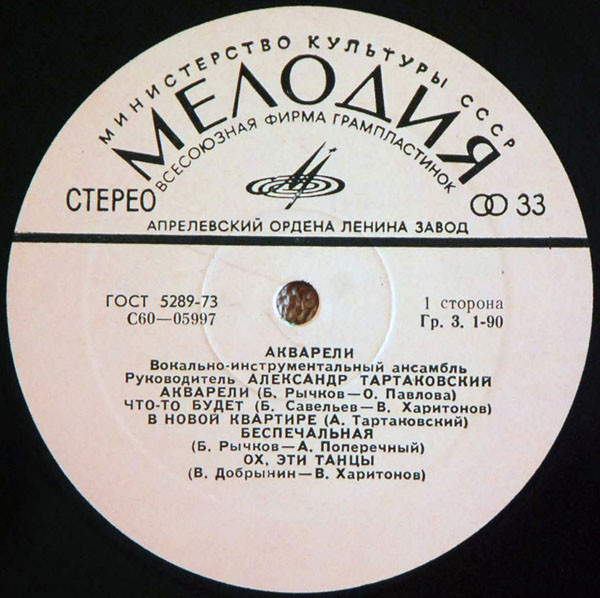 МИНИСТЕРСТВО КУЛЬТУРЫ СССР
МЕЛОДИЯ
ВСЕСОЮЗНАЯ ФИРМА ГРАМПЛАСТИНОК
СТЕРЕО
33
АПРЕЛЕВСКИЙ ОРДЕНА ЛЕНИНА ЗАВОД
ГОСТ 5289-73
С60—05997
1 сторона
Гр. 3. 1-90
АКВАРЕЛИ
Вокально-инструментальный ансамбль
Руководитель АЛЕКСАНДР ТАРТАКОВСКИЙ
АКВАРЕЛИ (Б. Рычков—О. Павлова)
ЧТО-ТО БУДЕТ (Б. Савельев—В. Харитонов)
В НОВОЙ КВАРТИРЕ (А. Тартаковский)
БЕСПЕЧАЛЬНАЯ
(Б. Рычков—А. Поперечный)
ОХ, ЭТИ ТАНЦЫ
(В. Добрынин—В. Харитонов)